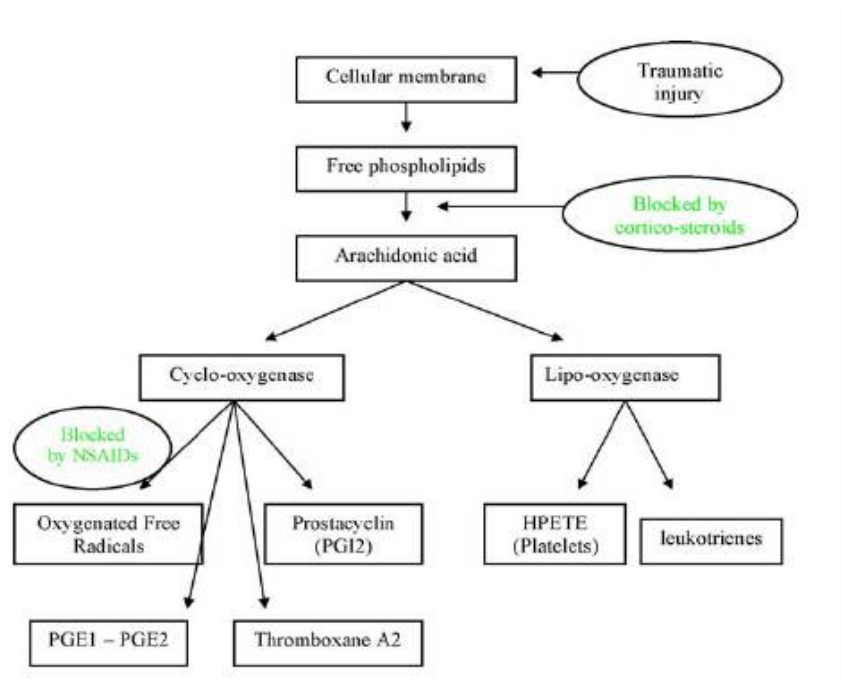 Cellular membrane
Traumatic
injury
Free phospholipids
Blocked by
cortico-steroids
Arachidonic acid
Cyclo-oxygenase
Lipo-oxygenase
Blocked
by NSAIDs
Oxygenated Free
Radicals
Prostacyclin
(PGI2)
HPETE
(Platelets)
leukotrienes
PGE1 – PGE2
Thromboxane A2